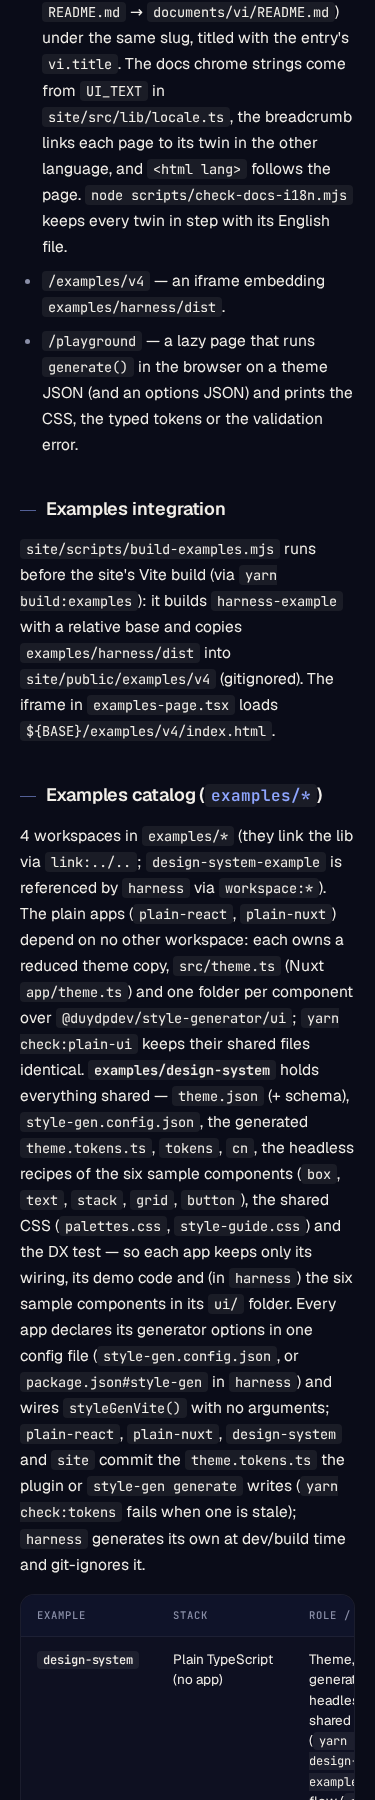 README.md → documents/vi/README.md)
under the same slug, titled with the entry's
vi.title. The docs chrome strings come
from UI_TEXT in
site/src/lib/locale.ts, the breadcrumb
links each page to its twin in the other
language, and <html lang> follows the
page. node scripts/check-docs-i18n.mjs
keeps every twin in step with its English
file.
/examples/v4 — an iframe embedding
examples/harness/dist.
/playground — a lazy page that runs
generate() in the browser on a theme
JSON (and an options JSON) and prints the
CSS, the typed tokens or the validation
error.
— Examples integration
site/scripts/build-examples.mjs runs
before the site's Vite build (via yarn
build:examples): it builds harness-example
with a relative base and copies
examples/harness/dist into
site/public/examples/v4 (gitignored). The
iframe in examples-page.tsx loads
${BASE}/examples/v4/index.html.
— Examples catalog (examples/*)
4 workspaces in examples/* (they link the lib
via link:../..; design-system-example is
referenced by harness via workspace:*).
The plain apps (plain-react, plain-nuxt)
depend on no other workspace: each owns a
reduced theme copy, src/theme.ts (Nuxt
app/theme.ts) and one folder per component
over @duydpdev/style-generator/ui; yarn
check:plain-ui keeps their shared files
identical. examples/design-system holds
everything shared — theme.json (+ schema),
style-gen.config.json, the generated
theme.tokens.ts, tokens, cn, the headless
recipes of the six sample components (box,
text, stack, grid, button), the shared
CSS (palettes.css, style-guide.css) and
the DX test — so each app keeps only its
wiring, its demo code and (in harness) the six
sample components in its ui/ folder. Every
app declares its generator options in one
config file (style-gen.config.json, or
package.json#style-gen in harness) and
wires styleGenVite() with no arguments;
plain-react, plain-nuxt, design-system
and site commit the theme.tokens.ts the
plugin or style-gen generate writes (yarn
check:tokens fails when one is stale);
harness generates its own at dev/build time
and git-ignores it.
EXAMPLE STACK ROLE /
design-system Plain TypeScript Theme,
(no app) generat
headles
shared
(yarn
design-
example